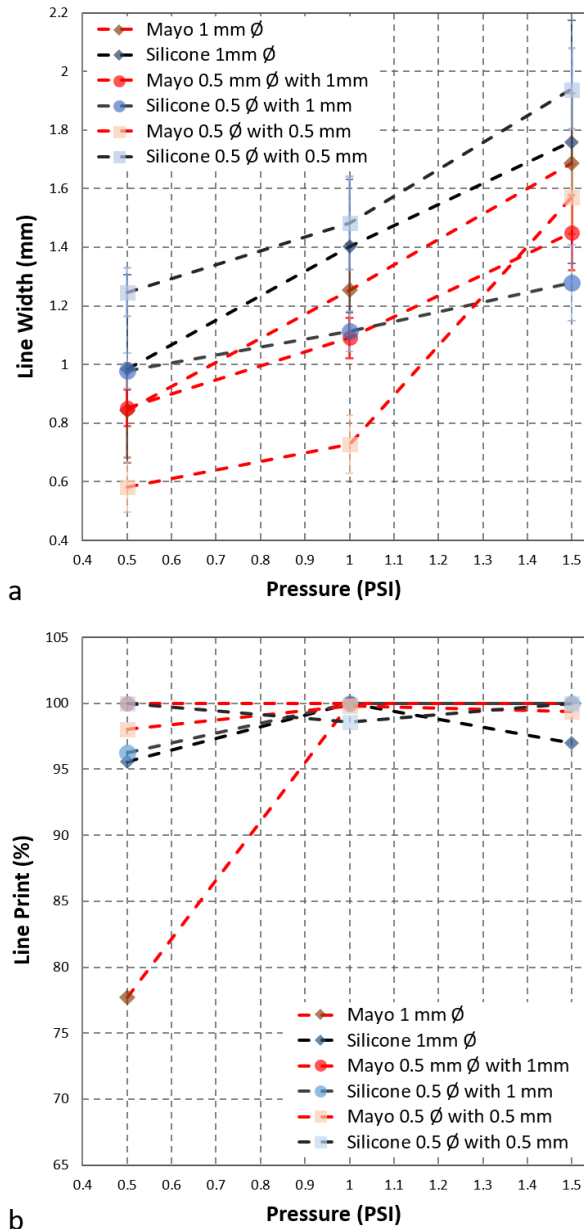 2.2
2
1.8
1.6
1.4
1.2
1
0.8
0.6
0.4
Line Width (mm)
Mayo 1 mm Ø
Silicone 1mm Ø
Mayo 0.5 mm Ø with 1mm
Silicone 0.5 Ø with 1 mm
Mayo 0.5 Ø with 0.5 mm
Silicone 0.5 Ø with 0.5 mm
0.4 0.5 0.6 0.7 0.8 0.9 1 1.1 1.2 1.3 1.4 1.5
Pressure (PSI)
a
105
100
95
90
85
80
75
70
65
Line Print (%)
Mayo 1 mm Ø
Silicone 1mm Ø
Mayo 0.5 mm Ø with 1mm
Silicone 0.5 Ø with 1 mm
Mayo 0.5 Ø with 0.5 mm
Silicone 0.5 Ø with 0.5 mm
0.4 0.5 0.6 0.7 0.8 0.9 1 1.1 1.2 1.3 1.4 1.5
Pressure (PSI)
b